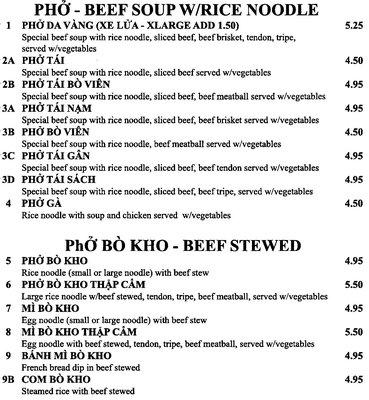 PHỞ - BEEF SOUP W/RICE NOODLE
1 PHỞ DA VÀNG (XE LỬA - XLARGE ADD 1.50) 5.25
Special beef soup with rice noodle, sliced beef, beef brisket, tendon, tripe,
served w/vegetables
2A PHỞ TÁI 4.50
Special beef soup with rice noodle, sliced beef served w/vegetables
2B PHỞ TÁI BÒ VIÊN 4.95
Special beef soup with rice noodle, sliced beef, beef meatball served w/vegetables
3A PHỞ TÁI NẠM 4.95
Special beef soup with rice noodle, sliced beef, beef brisket served w/vegetables
3B PHỞ BÒ VIÊN 4.50
Special beef soup with rice noodle, beef meatball served w/vegetables
3C PHỞ TÁI GÂN 4.95
Special beef soup with rice noodle, sliced beef, beef tendon served w/vegetables
3D PHỞ TÁI SÁCH 4.95
Special beef soup with rice noodle, sliced beef, beef tripe, served w/vegetables
4 PHỞ GÀ 4.50
Rice noodle with soup and chicken served w/vegetables
PhỞ BÒ KHO - BEEF STEWED
5 PHỞ BÒ KHO 4.95
Rice noodle (small or large noodle) with beef stew
6 PHỞ BÒ KHO THẬP CẨM 5.50
Large rice noodle w/beef stewed, tendon, tripe, beef meatball, served w/vegetables
7 MÌ BÒ KHO 4.95
Egg noodle (small or large noodle) with beef stew
8 MÌ BÒ KHO THẬP CẨM 5.50
Egg noodle with beef stewed, tendon, tripe, beef meatball, served w/vegetables
9 BÁNH MÌ BÒ KHO 4.95
French bread dip in beef stewed
9B COM BÒ KHO 4.95
Steamed rice with beef stewed